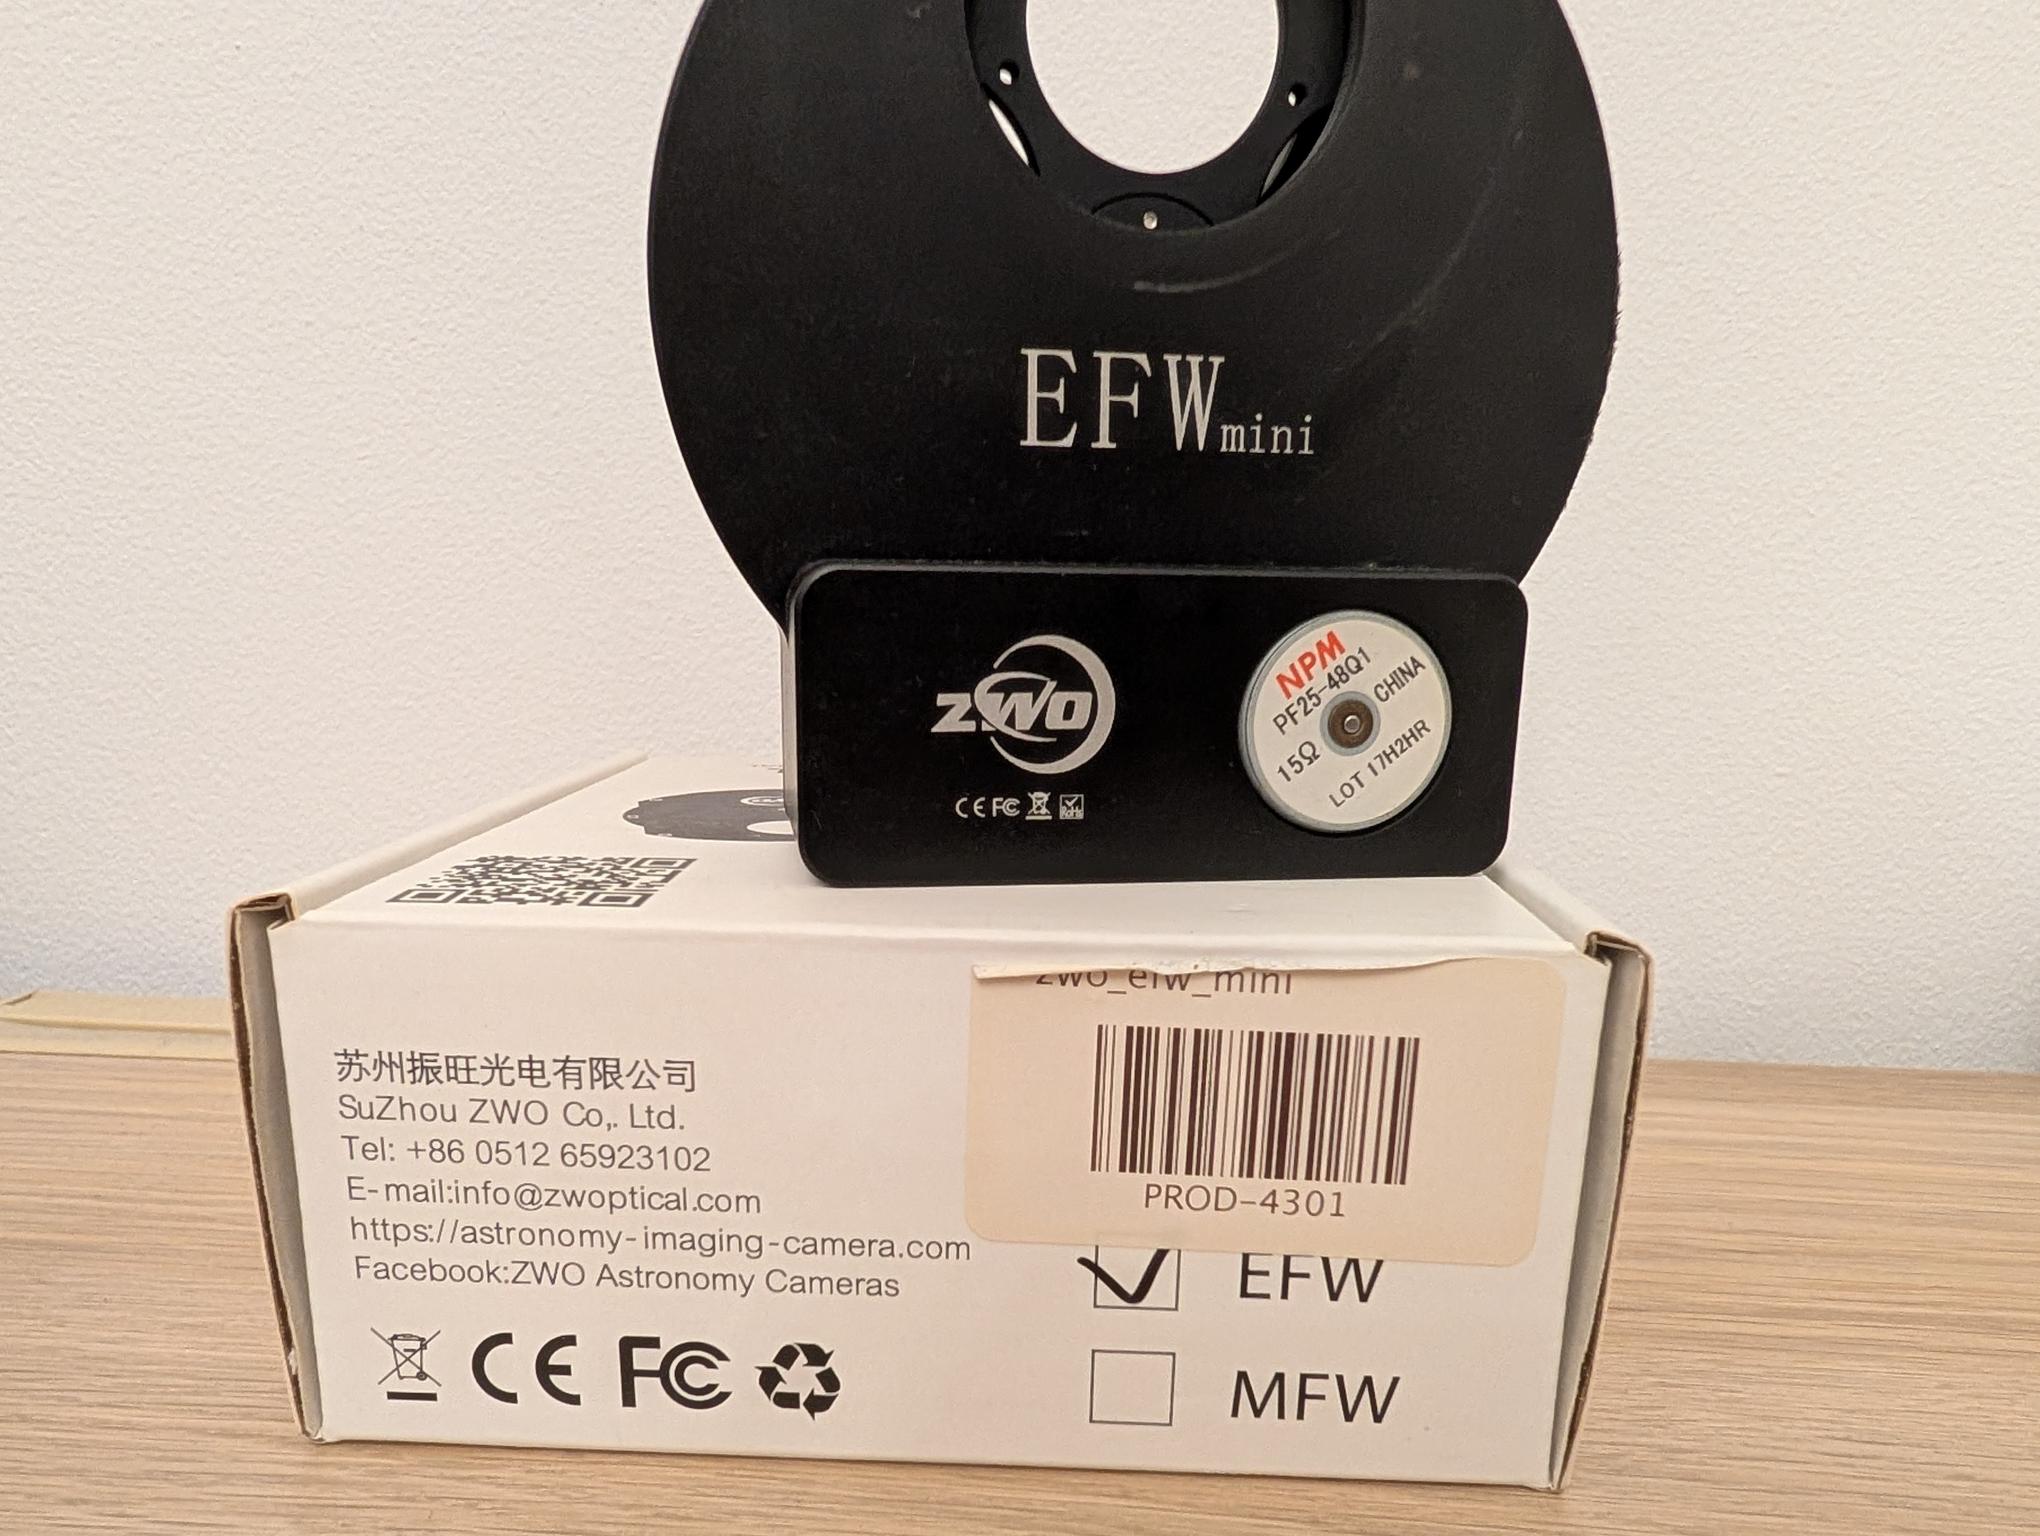 EFW mini
ZWO
CE FC RoHS
NPM
PF25-48Q1
CHINA
15Ω
LOT 17H2HR
zwo_efw_mini
PROD-4301
苏州振旺光电有限公司
SuZhou ZWO Co,. Ltd.
Tel: +86 0512 65923102
E-mail:info@zwoptical.com
https://astronomy-imaging-camera.com
Facebook:ZWO Astronomy Cameras
CE FC
EFW
MFW